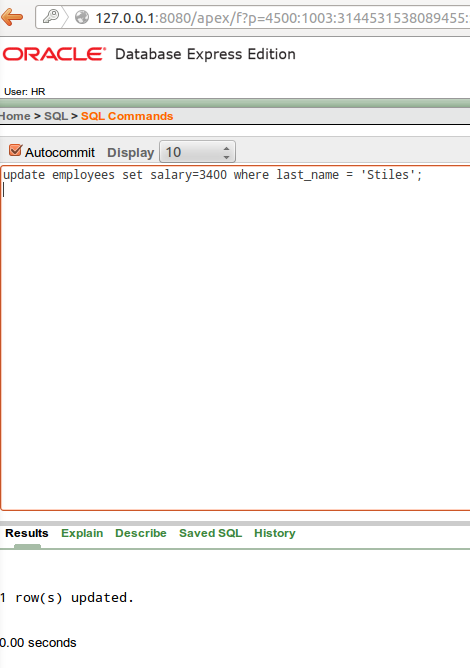 127.0.0.1:8080/apex/f?p=4500:1003:3144531538089455:
ORACLE® Database Express Edition
User: HR
Home > SQL > SQL Commands
Autocommit Display 10
update employees set salary=3400 where last_name = 'Stiles';
Results Explain Describe Saved SQL History
1 row(s) updated.
0.00 seconds